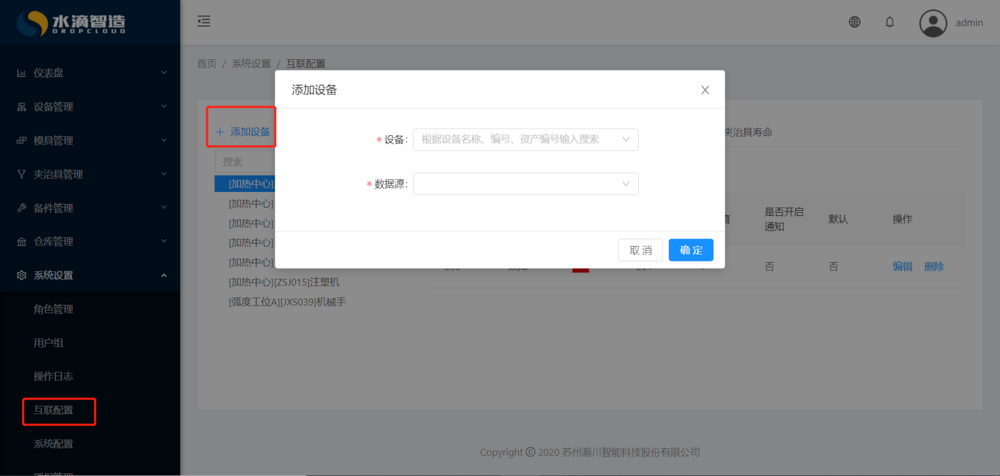 水滴智造
DROPCLOUD
admin
仪表盘
设备管理
模具管理
夹治具管理
备件管理
仓库管理
系统设置
角色管理
用户组
操作日志
互联配置
系统配置
首页 / 系统设置 / 互联配置
添加设备
搜索
[加热中心]
[加热中心]
[加热中心]
[加热中心]
[加热中心]
[加热中心][ZSJ015]注塑机
[弧度工位A][JXS039]机械手
添加设备
* 设备: 根据设备名称、编号、资产编号输入搜索
* 数据源:
取消 确定
夹治具寿命
值 是否开启
通知 默认 操作
否 否 编辑 删除
Copyright © 2020 苏州瀚川智能科技股份有限公司